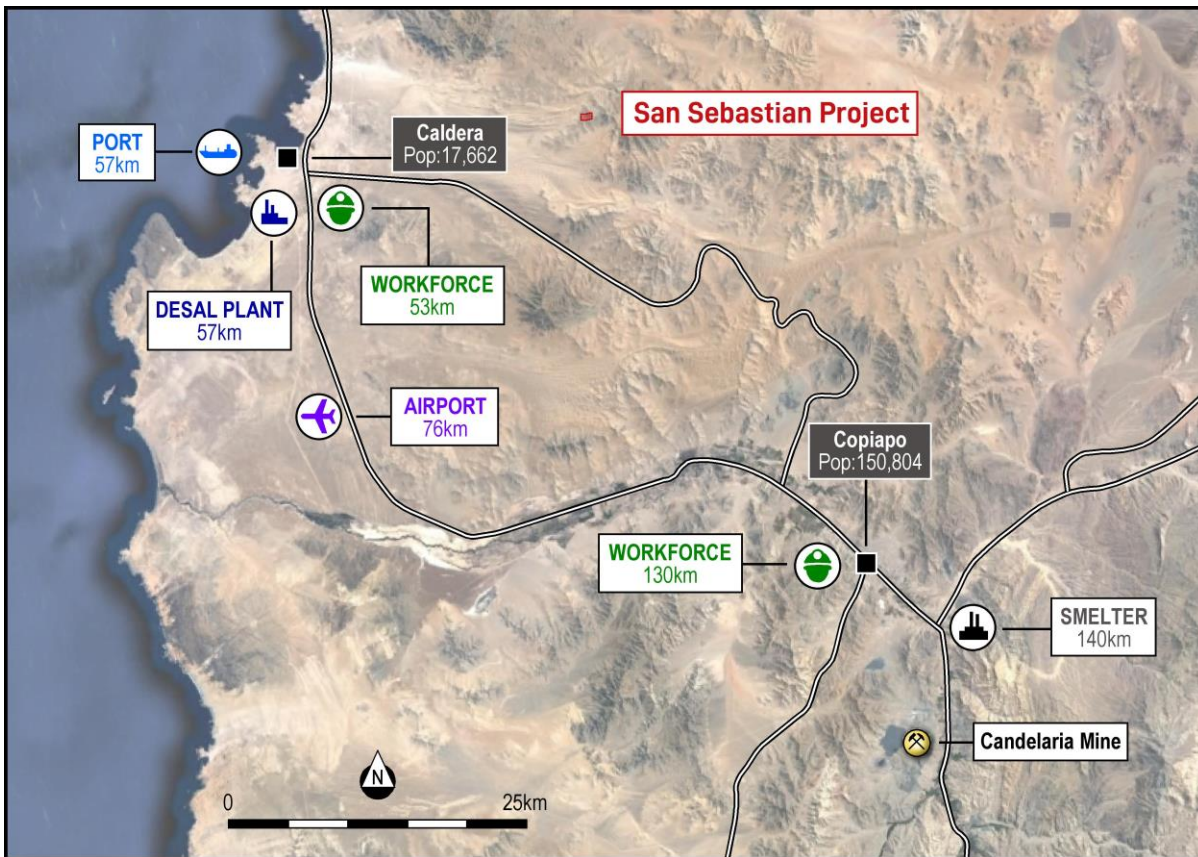 San Sebastian Project
PORT
57km
Caldera
Pop:17,662
WORKFORCE
53km
DESAL PLANT
57km
AIRPORT
76km
Copiapo
Pop:150,804
WORKFORCE
130km
SMELTER
140km
Candelaria Mine
N
0
25km